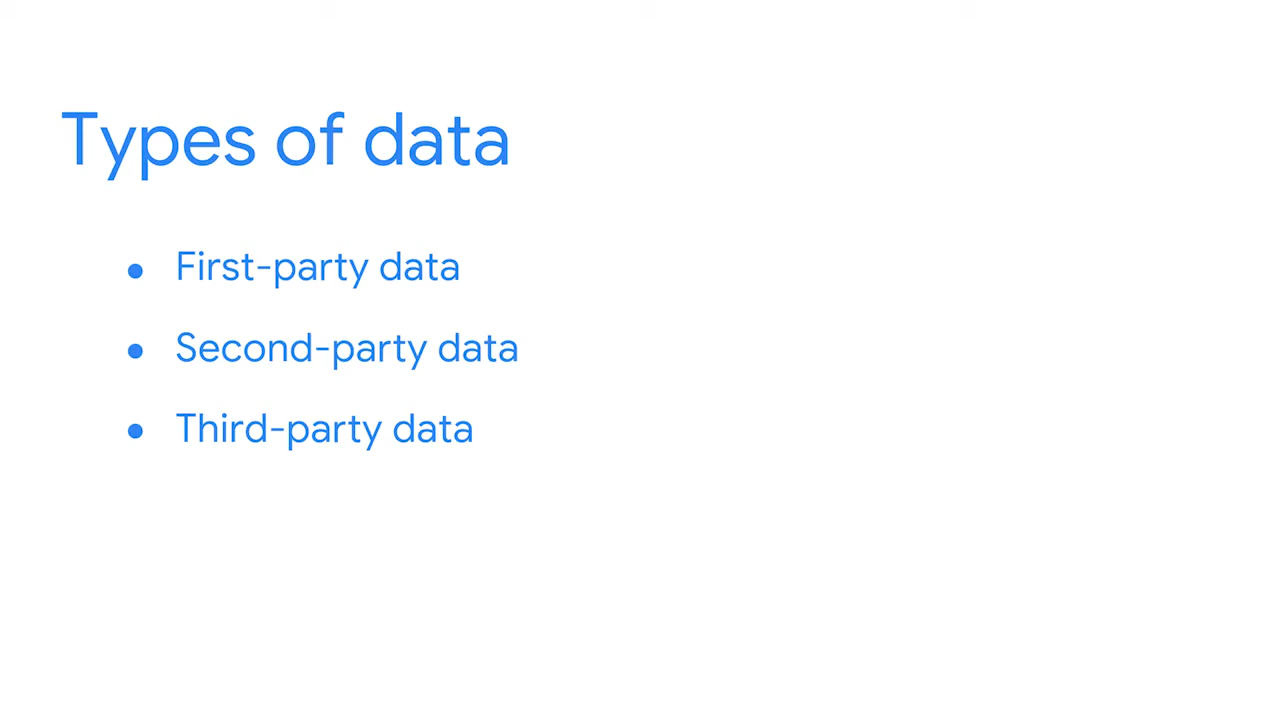 Types of data
● First-party data
● Second-party data
● Third-party data